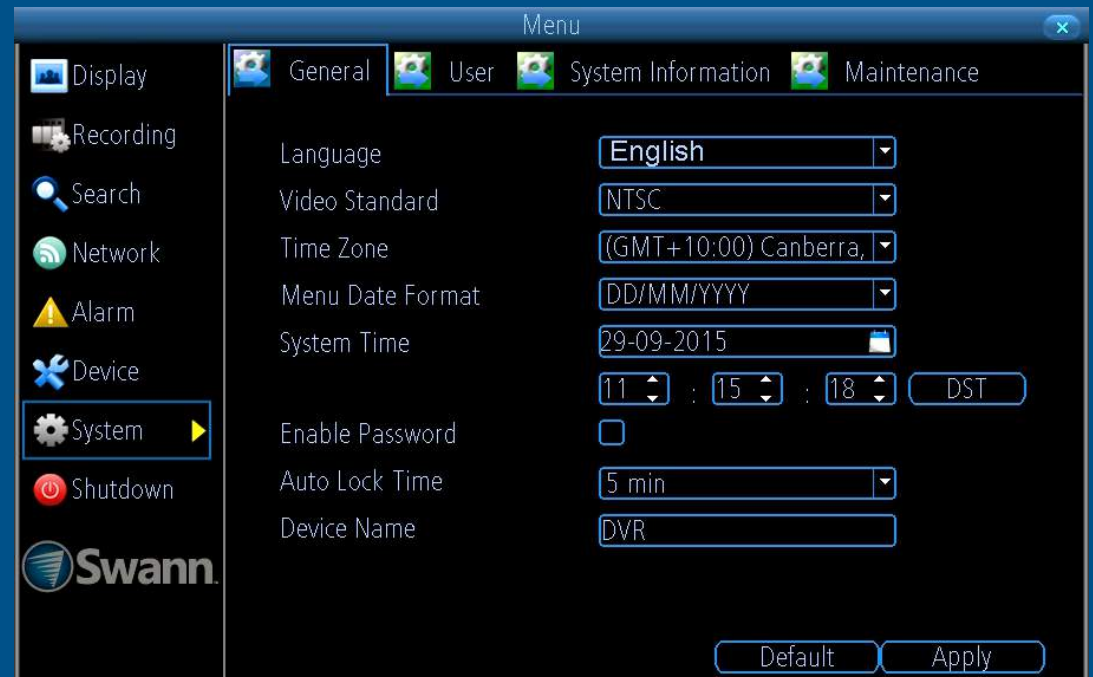 Menu
Display
Recording
Search
Network
Alarm
Device
System
Shutdown
Swann.
General User System Information Maintenance
Language English
Video Standard NTSC
Time Zone (GMT+10:00) Canberra,
Menu Date Format DD/MM/YYYY
System Time 29-09-2015
11 : 15 : 18 DST
Enable Password
Auto Lock Time 5 min
Device Name DVR
Default Apply